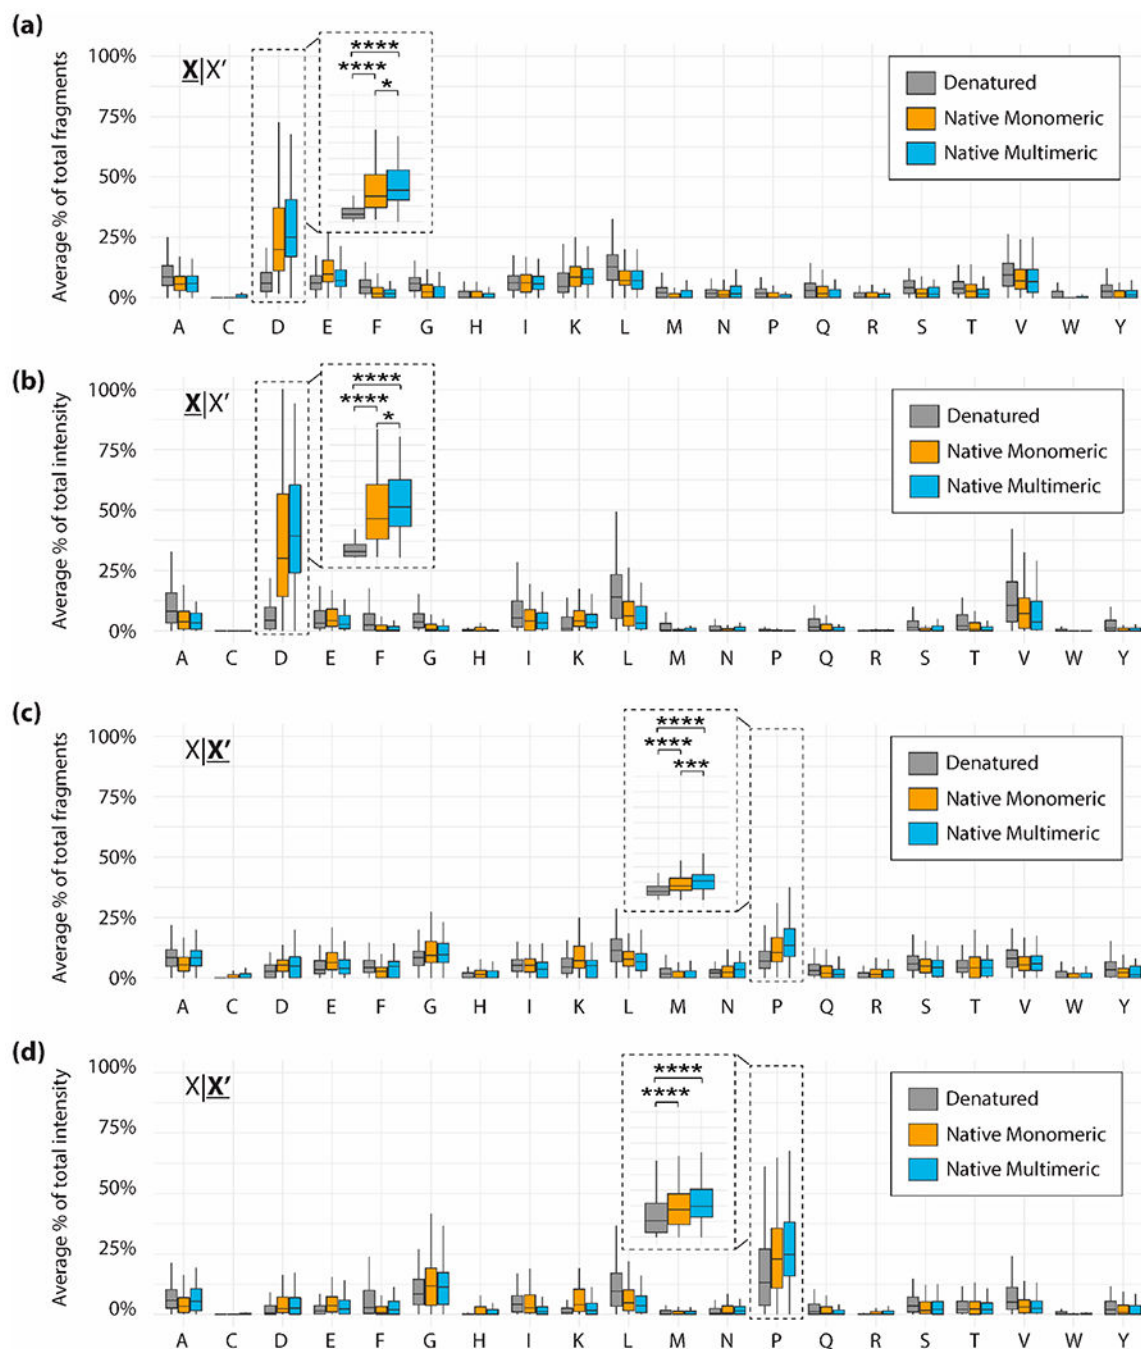 (a)
Average % of total fragments
100%
75%
50%
25%
0%
X|X′
****
****
*
Denatured
Native Monomeric
Native Multimeric
A C D E F G H I K L M N P Q R S T V W Y
(b)
Average % of total intensity
100%
75%
50%
25%
0%
X|X′
****
****
*
Denatured
Native Monomeric
Native Multimeric
A C D E F G H I K L M N P Q R S T V W Y
(c)
Average % of total fragments
100%
75%
50%
25%
0%
X|X′
****
****
***
Denatured
Native Monomeric
Native Multimeric
A C D E F G H I K L M N P Q R S T V W Y
(d)
Average % of total intensity
100%
75%
50%
25%
0%
X|X′
****
****
Denatured
Native Monomeric
Native Multimeric
A C D E F G H I K L M N P Q R S T V W Y